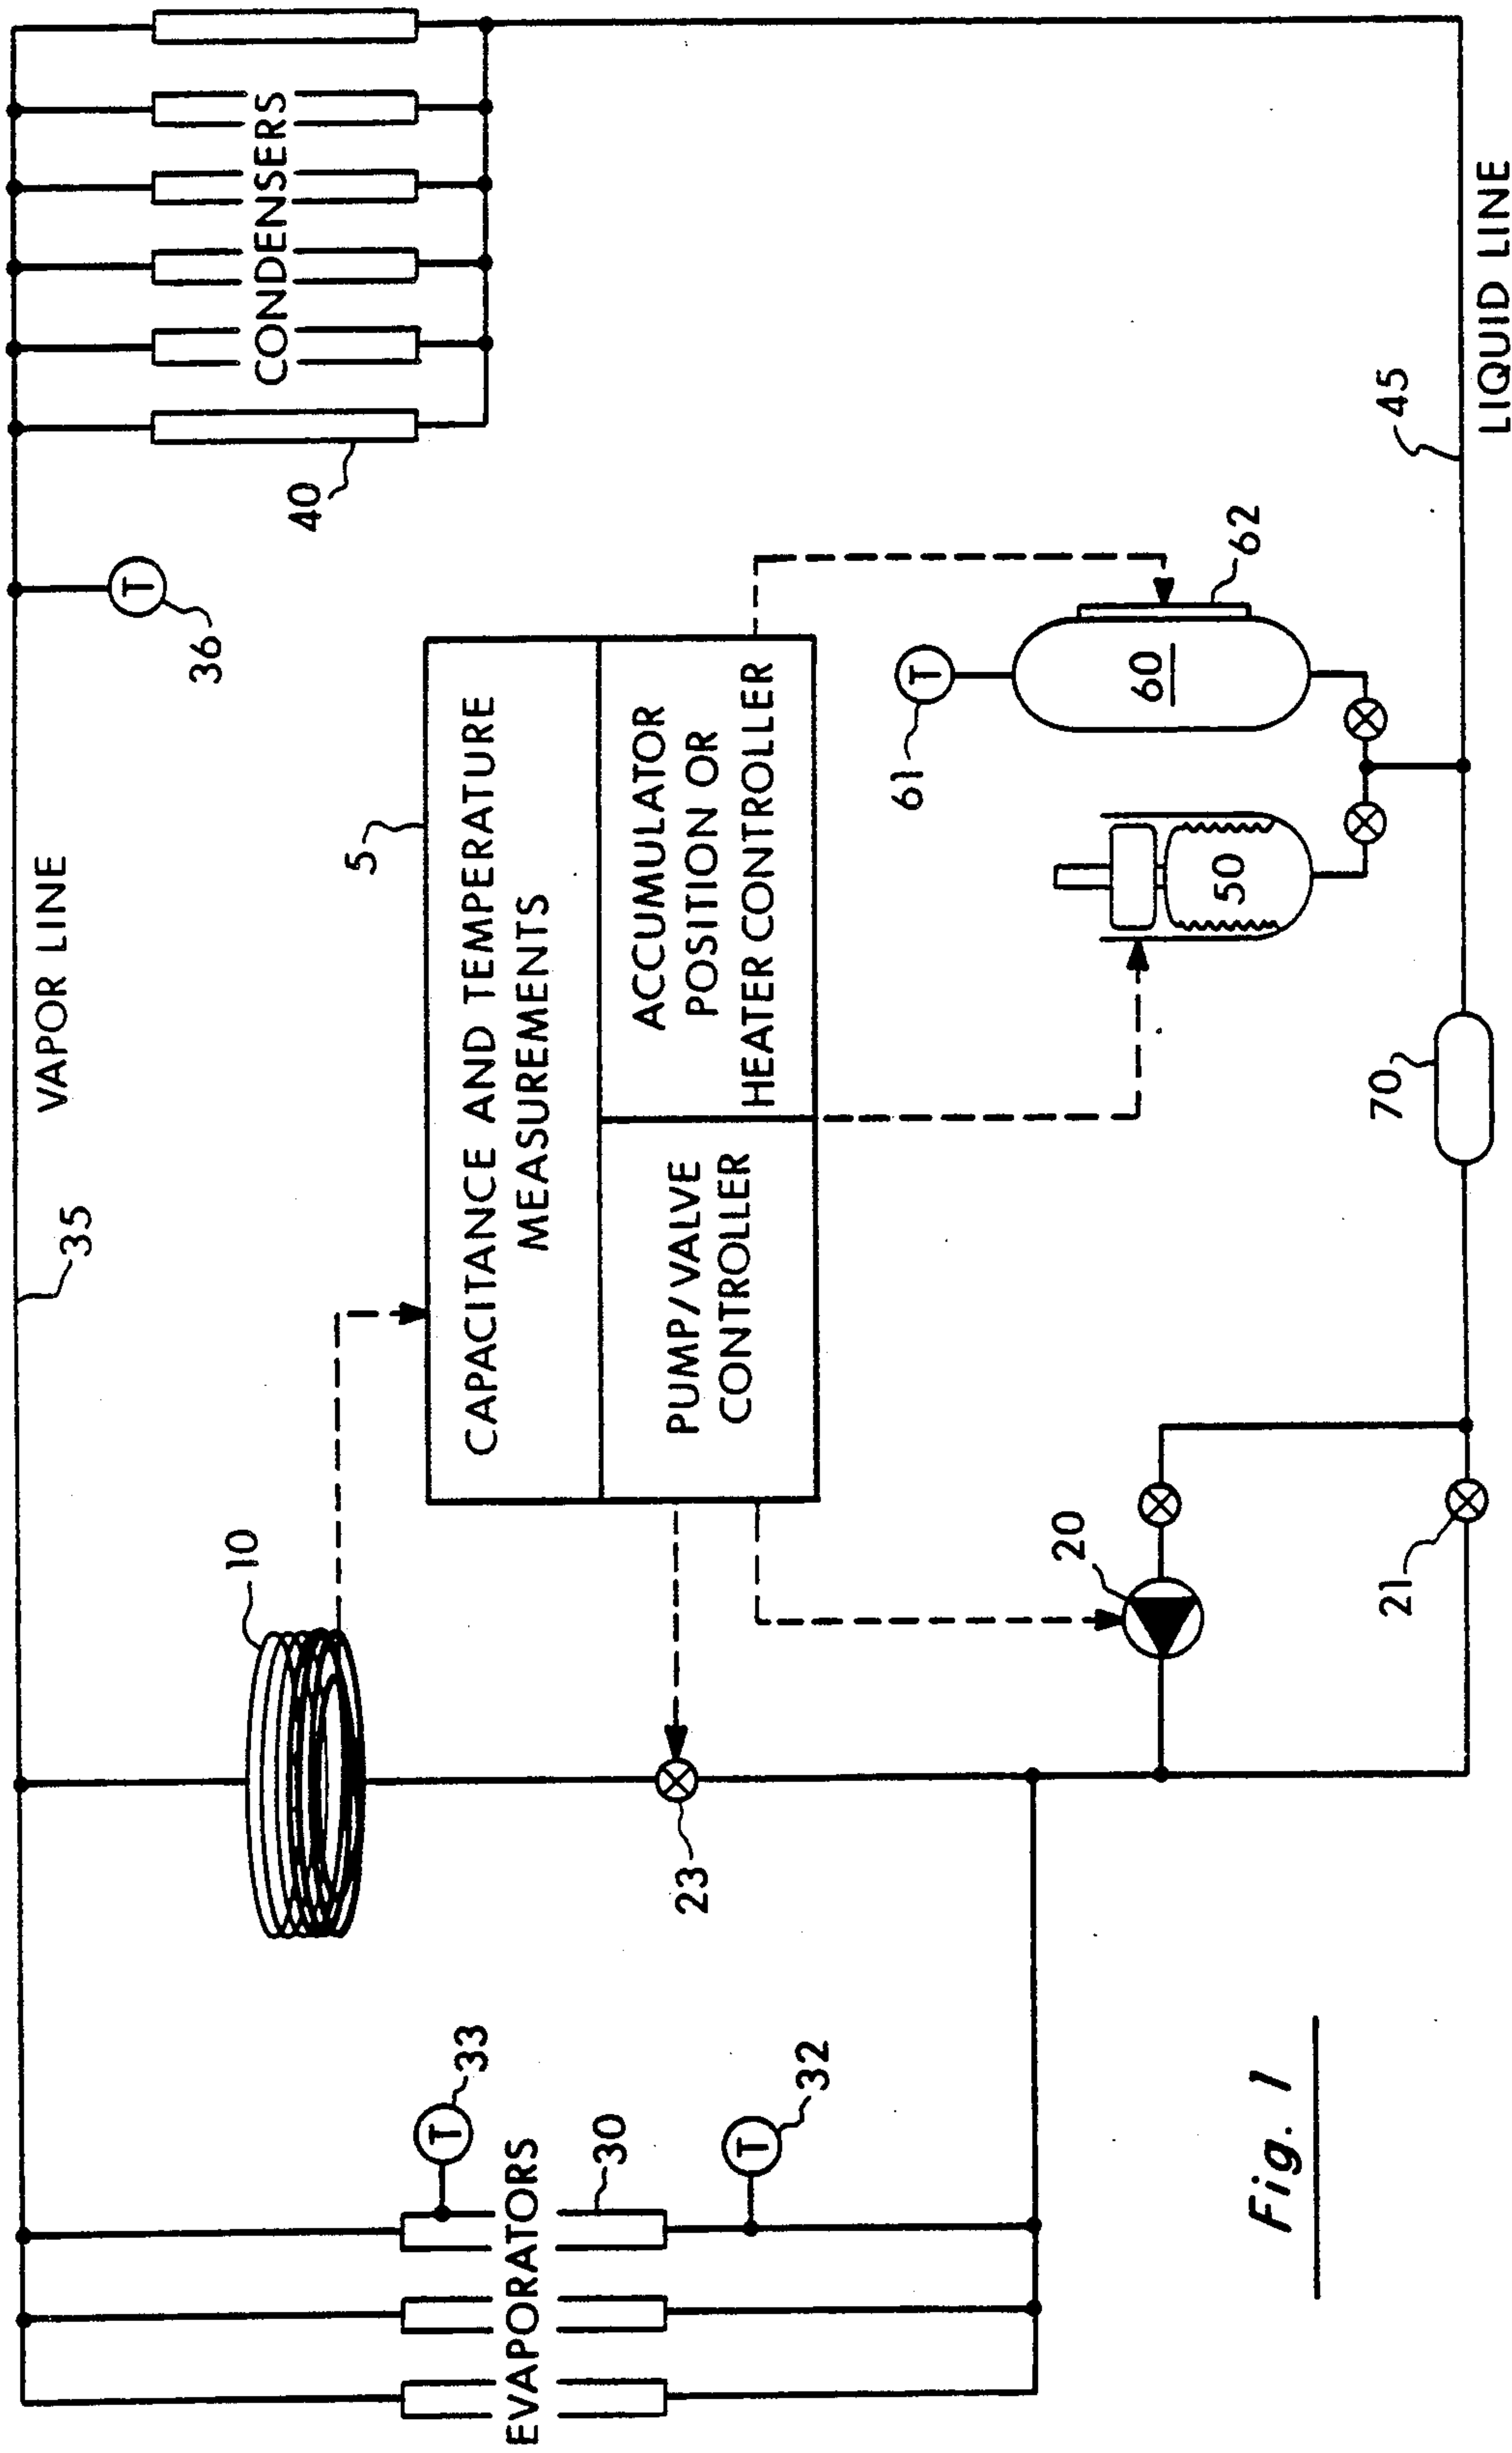 VAPOR LINE
35
10
36
T
40
CONDENSERS
5
CAPACITANCE AND TEMPERATURE
MEASUREMENTS
PUMP/VALVE
CONTROLLER
ACCUMULATOR
POSITION OR
HEATER CONTROLLER
33
T
EVAPORATORS
30
32
T
23
20
21
61
T
60
62
50
70
45
LIQUID LINE
Fig. 1